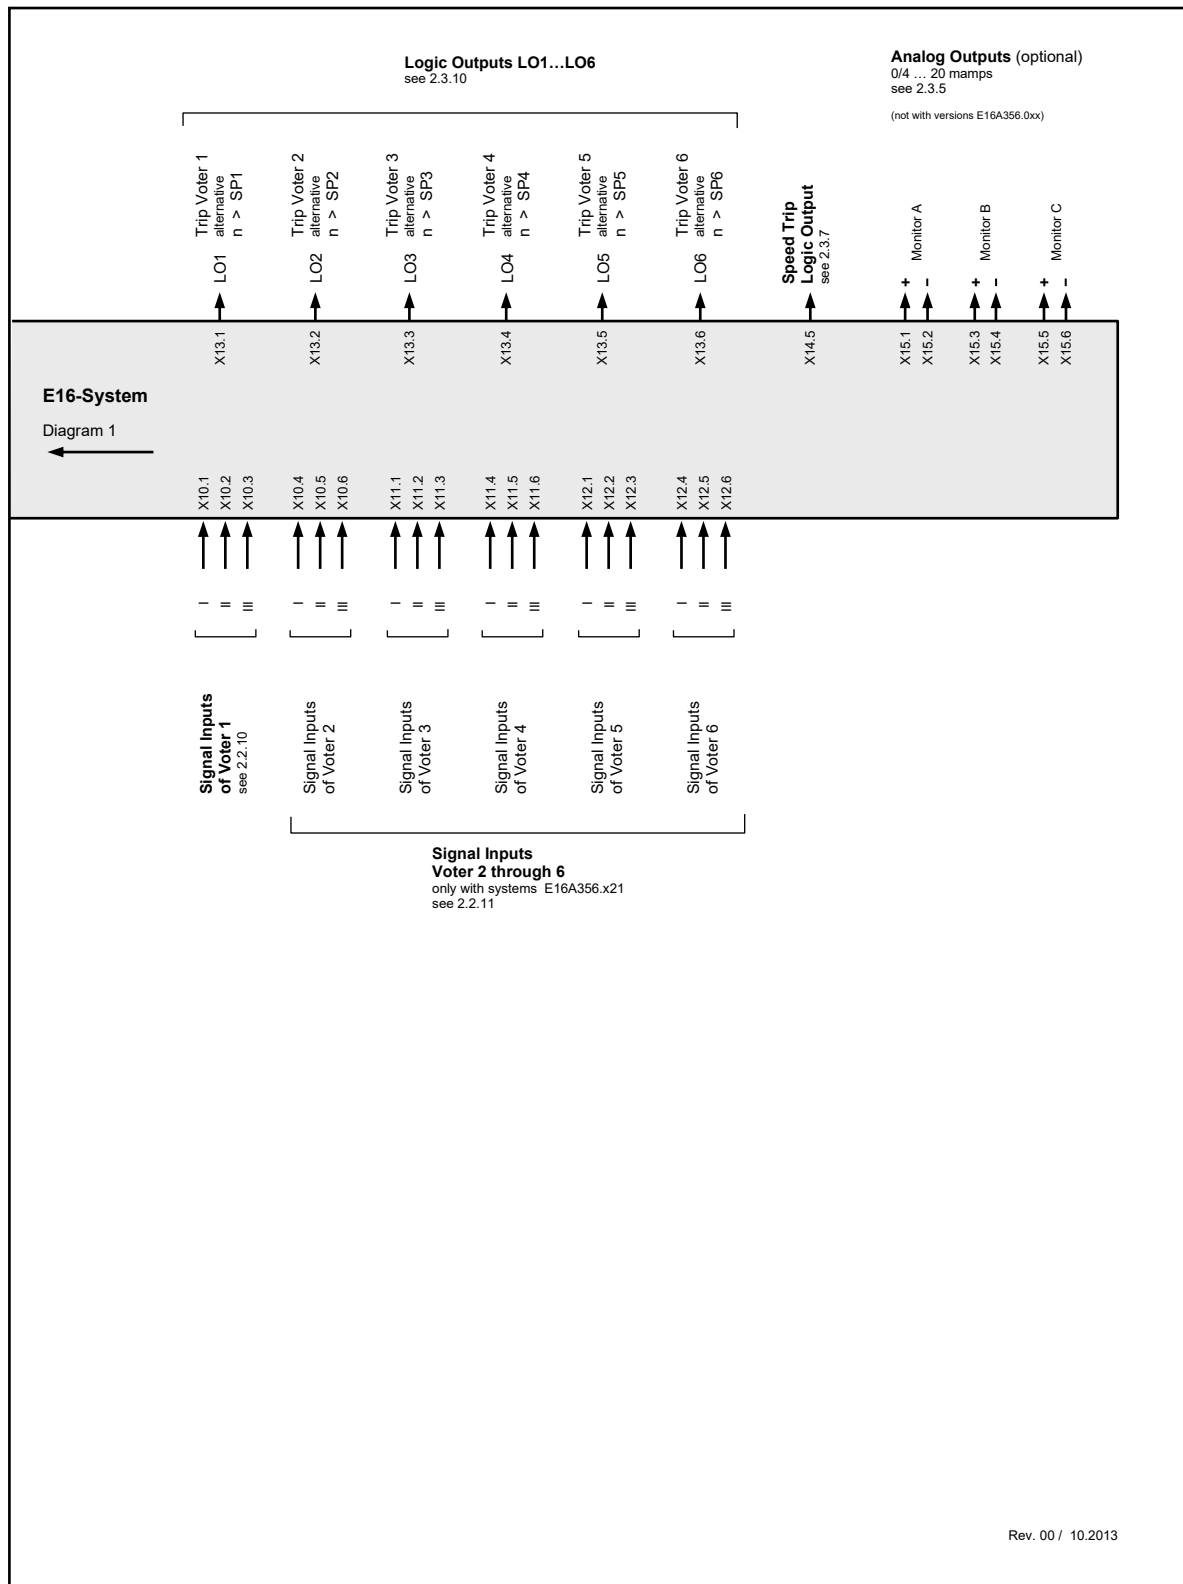 Logic Outputs LO1…LO6
see 2.3.10
Analog Outputs (optional)
0/4 … 20 mamps
see 2.3.5
(not with versions E16A356.0xx)
Trip Voter 1
alternative
n > SP1
Trip Voter 2
alternative
n > SP2
Trip Voter 3
alternative
n > SP3
Trip Voter 4
alternative
n > SP4
Trip Voter 5
alternative
n > SP5
Trip Voter 6
alternative
n > SP6
Speed Trip
Logic Output
see 2.3.7
Monitor A
Monitor B
Monitor C
LO1
LO2
LO3
LO4
LO5
LO6
+
–
+
–
+
–
X13.1
X13.2
X13.3
X13.4
X13.5
X13.6
X14.5
X15.1
X15.2
X15.3
X15.4
X15.5
X15.6
E16-System
Diagram 1
X10.1
X10.2
X10.3
X10.4
X10.5
X10.6
X11.1
X11.2
X11.3
X11.4
X11.5
X11.6
X12.1
X12.2
X12.3
X12.4
X12.5
X12.6
I
II
III
I
II
III
I
II
III
I
II
III
I
II
III
I
II
III
Signal Inputs
of Voter 1
see 2.2.10
Signal Inputs
of Voter 2
Signal Inputs
of Voter 3
Signal Inputs
of Voter 4
Signal Inputs
of Voter 5
Signal Inputs
of Voter 6
Signal Inputs
Voter 2 through 6
only with systems E16A356.x21
see 2.2.11
Rev. 00 / 10.2013